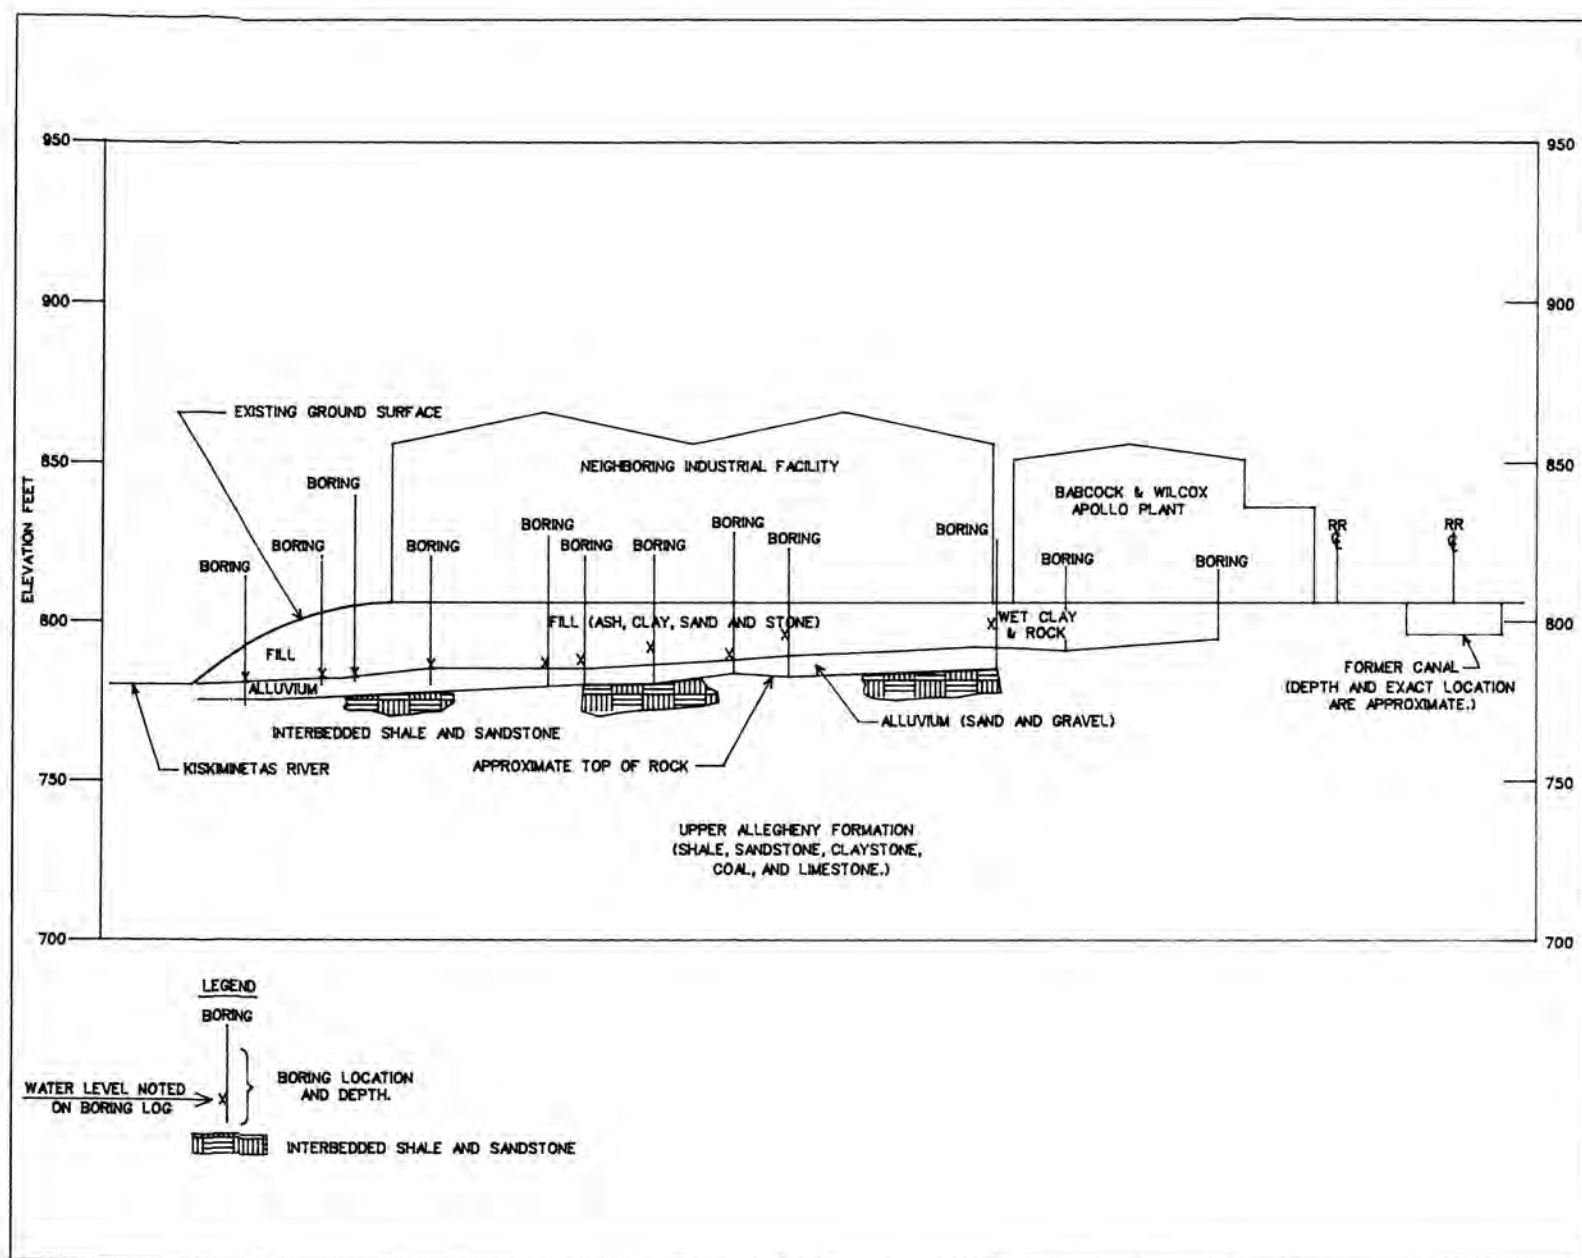 950
950
900
900
EXISTING GROUND SURFACE
850
850
NEIGHBORING INDUSTRIAL FACILITY
BABCOCK & WILCOX
APOLLO PLANT
ELEVATION FEET
BORING
BORING
BORING
BORING
BORING
BORING
BORING
BORING
BORING
BORING
BORING
BORING
RR
℄
RR
℄
800
800
FILL (ASH, CLAY, SAND AND STONE)
WET CLAY
& ROCK
FILL
ALLUVIUM
FORMER CANAL
(DEPTH AND EXACT LOCATION
ARE APPROXIMATE.)
INTERBEDDED SHALE AND SANDSTONE
ALLUVIUM (SAND AND GRAVEL)
KISKIMINETAS RIVER
APPROXIMATE TOP OF ROCK
750
750
UPPER ALLEGHENY FORMATION
(SHALE, SANDSTONE, CLAYSTONE,
COAL, AND LIMESTONE.)
700
700
LEGEND
BORING
WATER LEVEL NOTED
ON BORING LOG
X
BORING LOCATION
AND DEPTH.
INTERBEDDED SHALE AND SANDSTONE